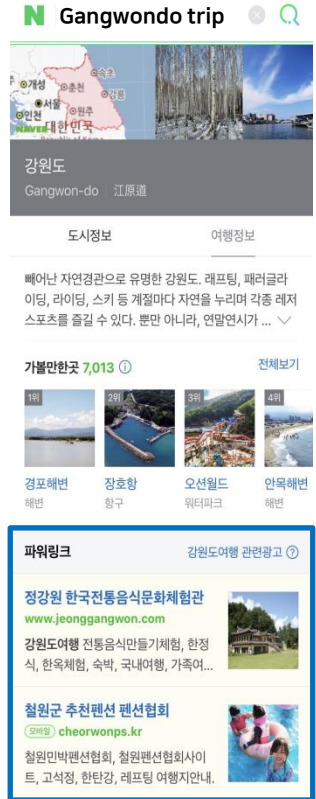 N Gangwondo trip
개성
속초
춘천
강릉
서울
원주
인천
NAVER 대한민국
강원도
Gangwon-do 江原道
도시정보 여행정보
빼어난 자연경관으로 유명한 강원도. 래프팅, 패러글라
이딩, 라이딩, 스키 등 계절마다 자연을 누리며 각종 레저
스포츠를 즐길 수 있다. 뿐만 아니라, 연말연시가 ...
가볼만한곳 7,013 전체보기
1위 2위 3위 4위
경포해변 장호항 오션월드 안목해변
해변 항구 워터파크 해변
파워링크 강원도여행 관련광고
정강원 한국전통음식문화체험관
www.jeonggangwon.com
강원도여행 전통음식만들기체험, 한정
식, 한옥체험, 숙박, 국내여행, 가족여...
철원군 추천펜션 펜션협회
모바일 cheorwonps.kr
철원민박펜션협회, 철원펜션협회사이
트, 고석정, 한탄강, 레프팅 여행지안내.